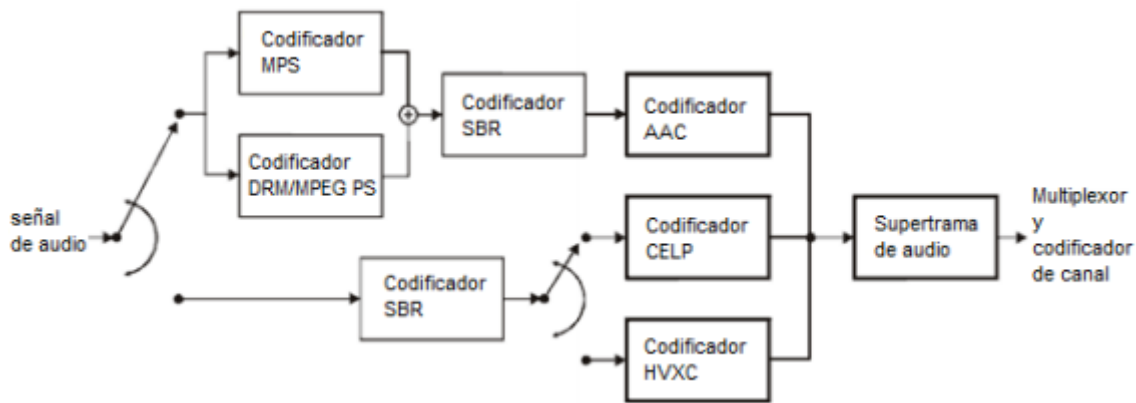 Codificador
MPS
Codificador
DRM/MPEG PS
Codificador
SBR
Codificador
AAC
señal
de audio
Codificador
SBR
Codificador
CELP
Codificador
HVXC
Supertrama
de audio
Multiplexor
y
codificador
de canal